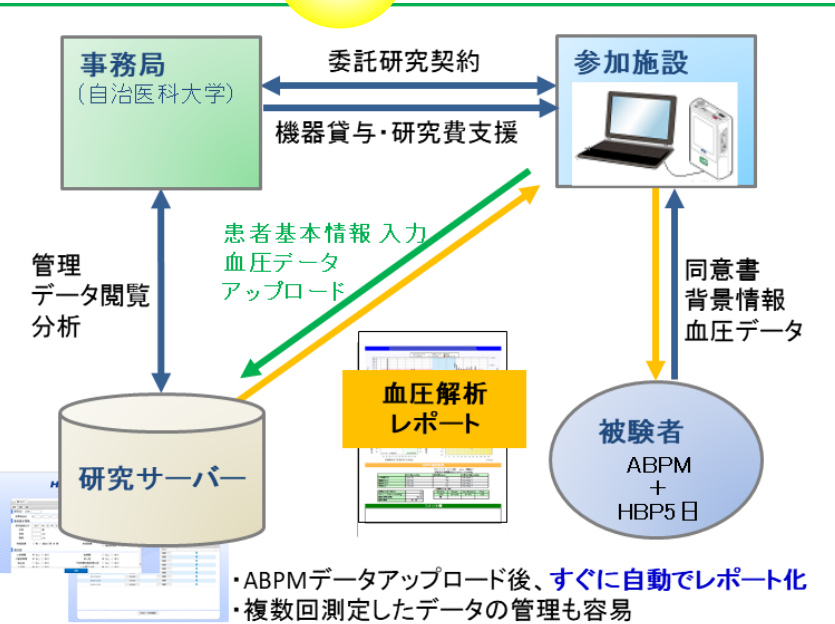 事務局
(自治医科大学)
委託研究契約
機器貸与・研究費支援
参加施設
患者基本情報 入力
血圧データ
アップロード
管理
データ閲覧
分析
同意書
背景情報
血圧データ
血圧解析
レポート
研究サーバー
被験者
ABPM
+
HBP5日
・ABPMデータアップロード後、すぐに自動でレポート化
・複数回測定したデータの管理も容易